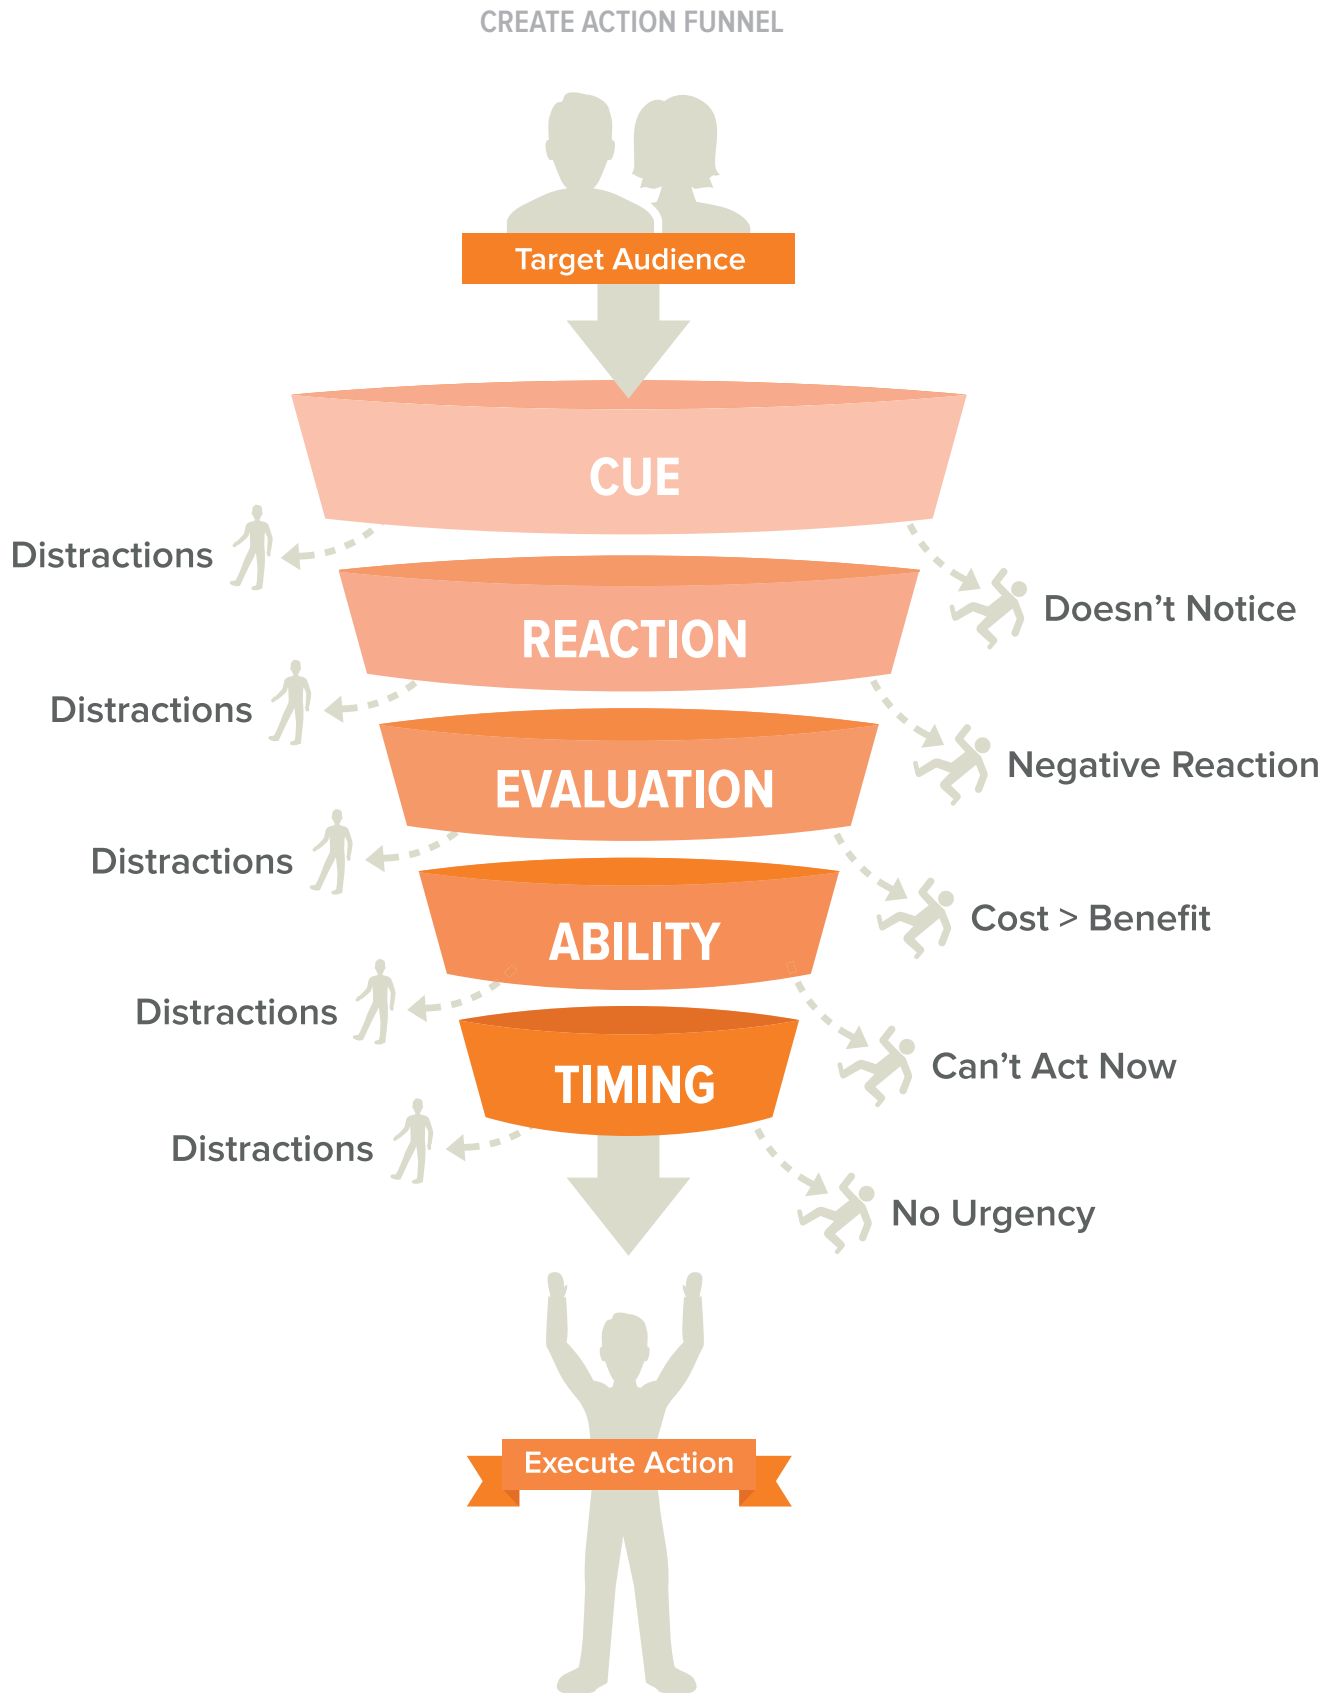 CREATE ACTION FUNNEL
Target Audience
CUE
Distractions
Doesn't Notice
REACTION
Distractions
Negative Reaction
EVALUATION
Distractions
Cost > Benefit
ABILITY
Distractions
Can't Act Now
TIMING
Distractions
No Urgency
Execute Action